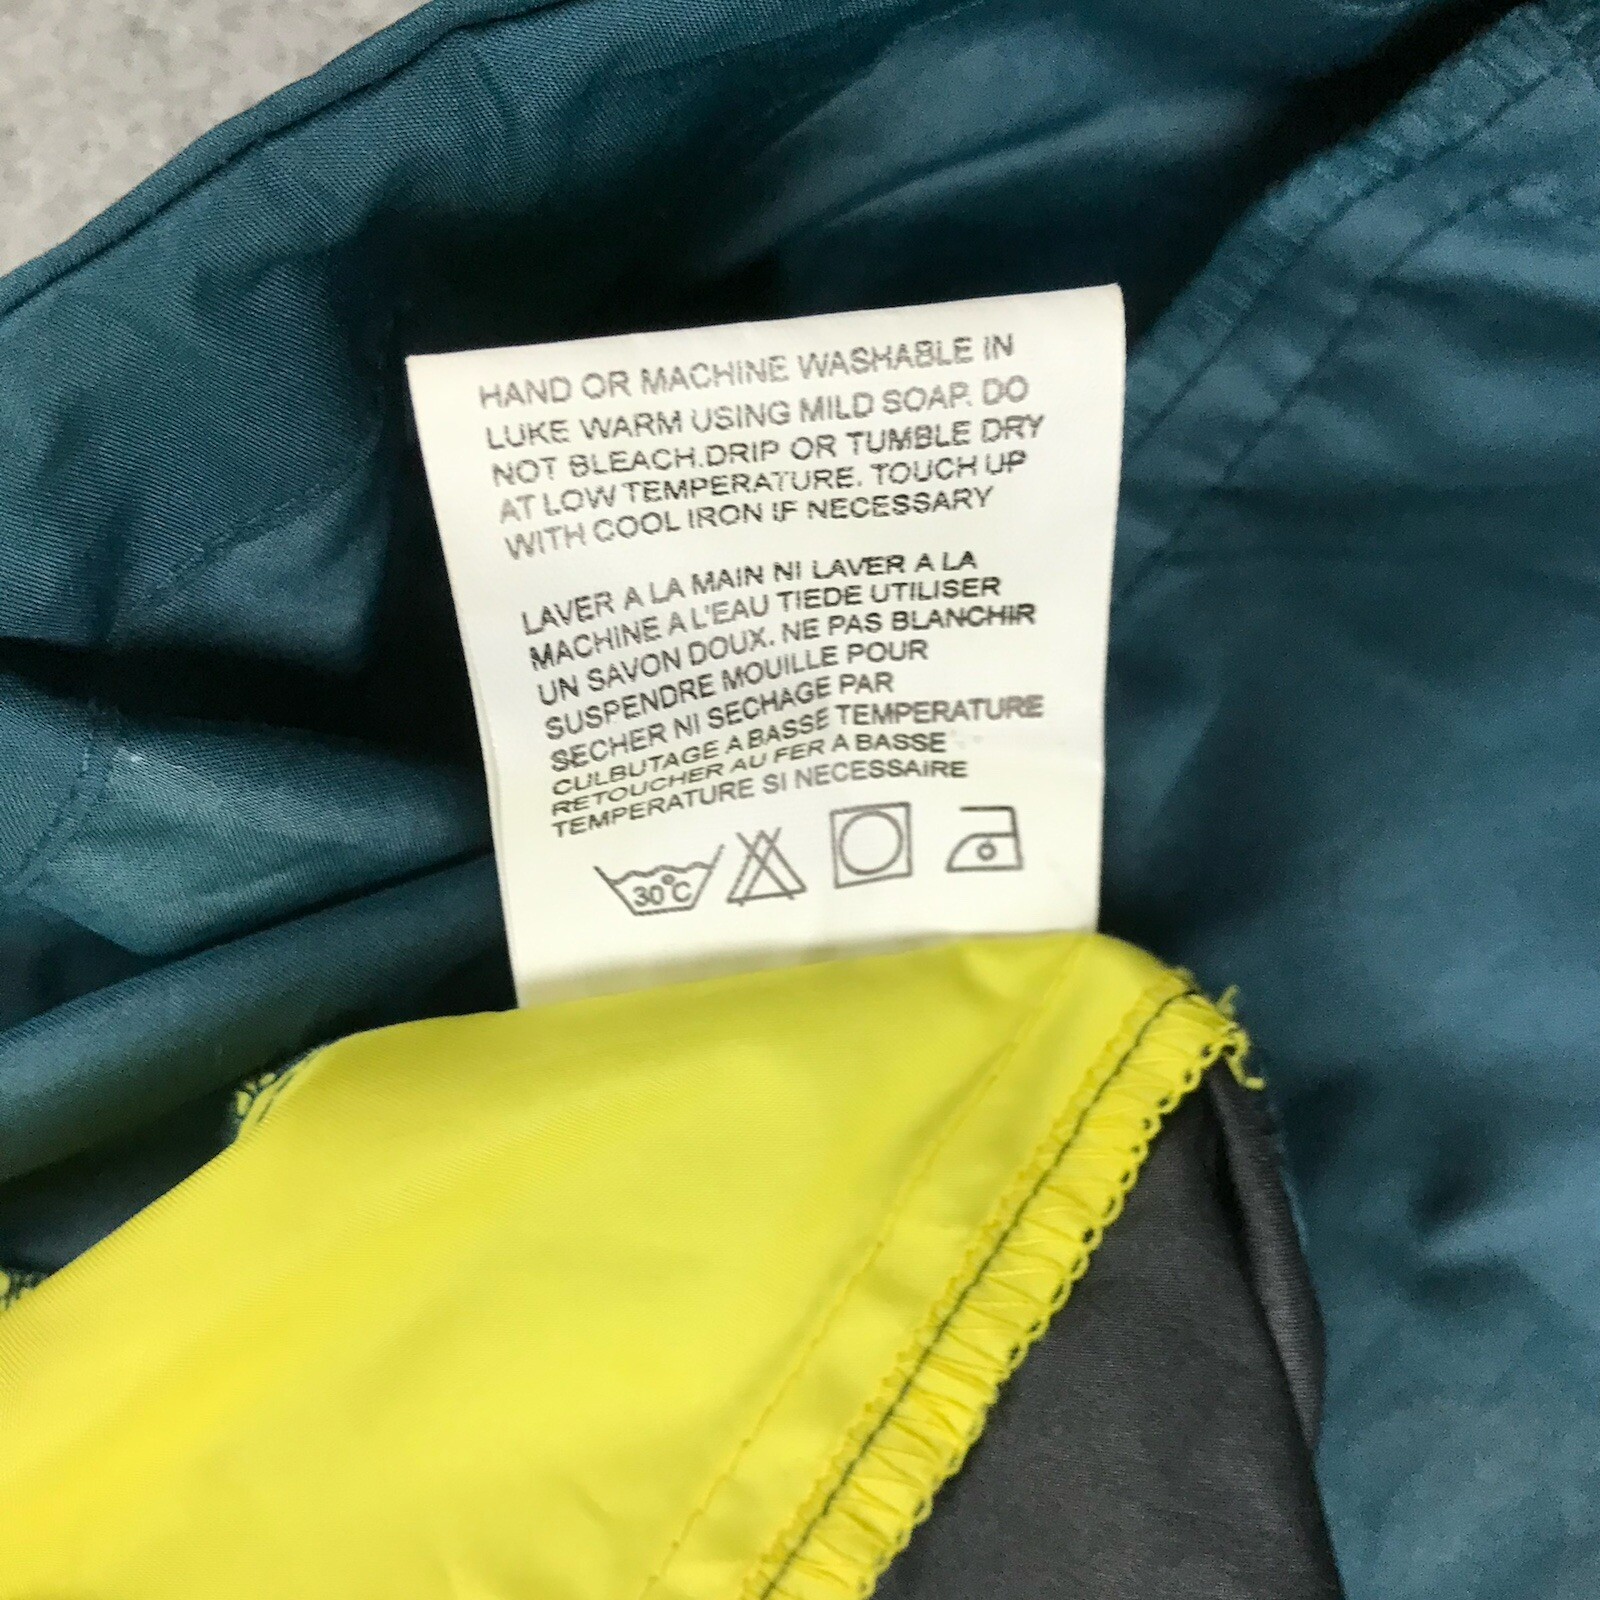 HAND OR MACHINE WASHABLE IN
LUKE WARM USING MILD SOAP. DO
NOT BLEACH.DRIP OR TUMBLE DRY
AT LOW TEMPERATURE. TOUCH UP
WITH COOL IRON IF NECESSARY
LAVER A LA MAIN NI LAVER A LA
MACHINE A L'EAU TIEDE UTILISER
UN SAVON DOUX. NE PAS BLANCHIR
SUSPENDRE MOUILLE POUR
SECHER NI SECHAGE PAR
CULBUTAGE A BASSE TEMPERATURE
RETOUCHER AU FER A BASSE
TEMPERATURE SI NECESSAIRE
30°C